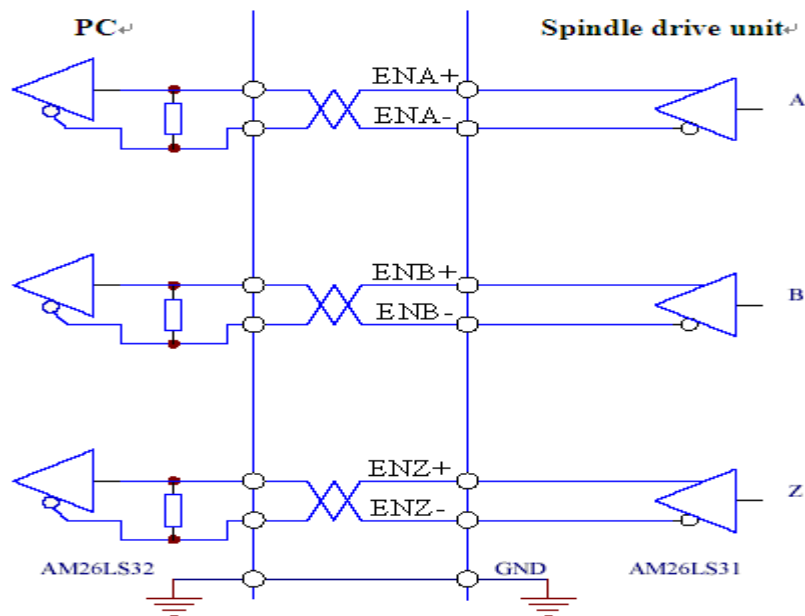 PC↵
Spindle drive unit↵
ENA+
ENA-
A
ENB+
ENB-
B
ENZ+
ENZ-
Z
AM26LS32
GND
AM26LS31